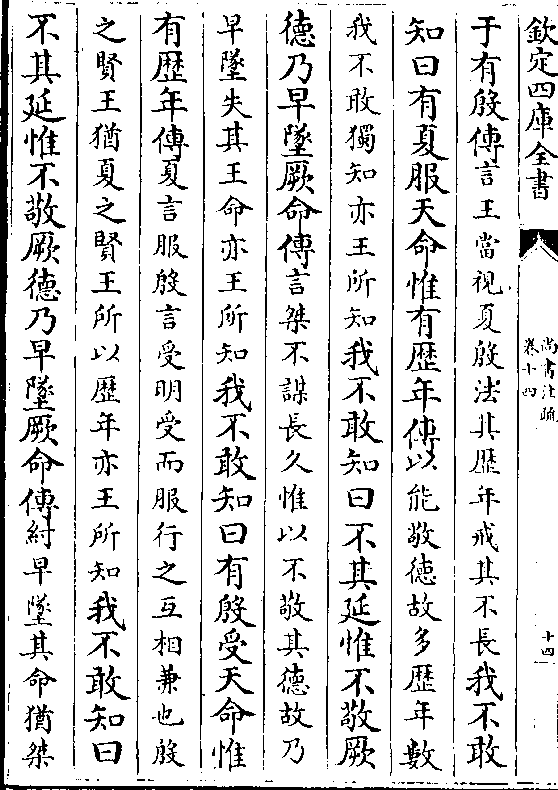 欽定四庫全書
尚書注疏
卷十四
十四
于有殷傳言王當視夏殷法其歴年戒其不長我不敢
知曰有夏服天命惟有歴年傳以能敬德故多歴年數
我不敢獨知亦王所知我不敢知曰不其延惟不敬厥
德乃早墜厥命傳言桀不謀長久惟以不敬其德故乃
早墜失其王命亦王所知我不敢知曰有殷受天命惟
有歴年傳夏言服殷言受明受而服行之互相兼也殷
之賢王猶夏之賢王所以歴年亦王所知我不敢知曰
不其延惟不敬厥德乃早墜厥命傳紂早墜其命猶桀